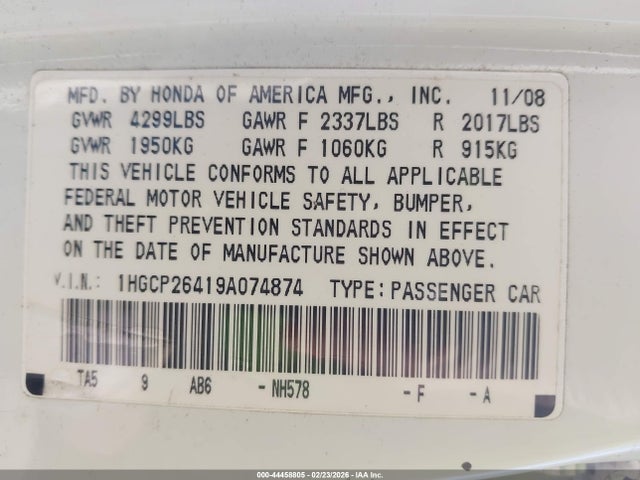 MFD. BY HONDA OF AMERICA MFG., INC. 11/08
GVWR 4299LBS GAWR F 2337LBS R 2017LBS
GVWR 1950KG GAWR F 1060KG R 915KG
THIS VEHICLE CONFORMS TO ALL APPLICABLE
FEDERAL MOTOR VEHICLE SAFETY, BUMPER,
AND THEFT PREVENTION STANDARDS IN EFFECT
ON THE DATE OF MANUFACTURE SHOWN ABOVE.
V.I.N.: 1HGCP26419A074874 TYPE: PASSENGER CAR
TA5 9 AB6 -NH578 -F -A
000-44458805 - 02/23/2026 - IAA Inc.